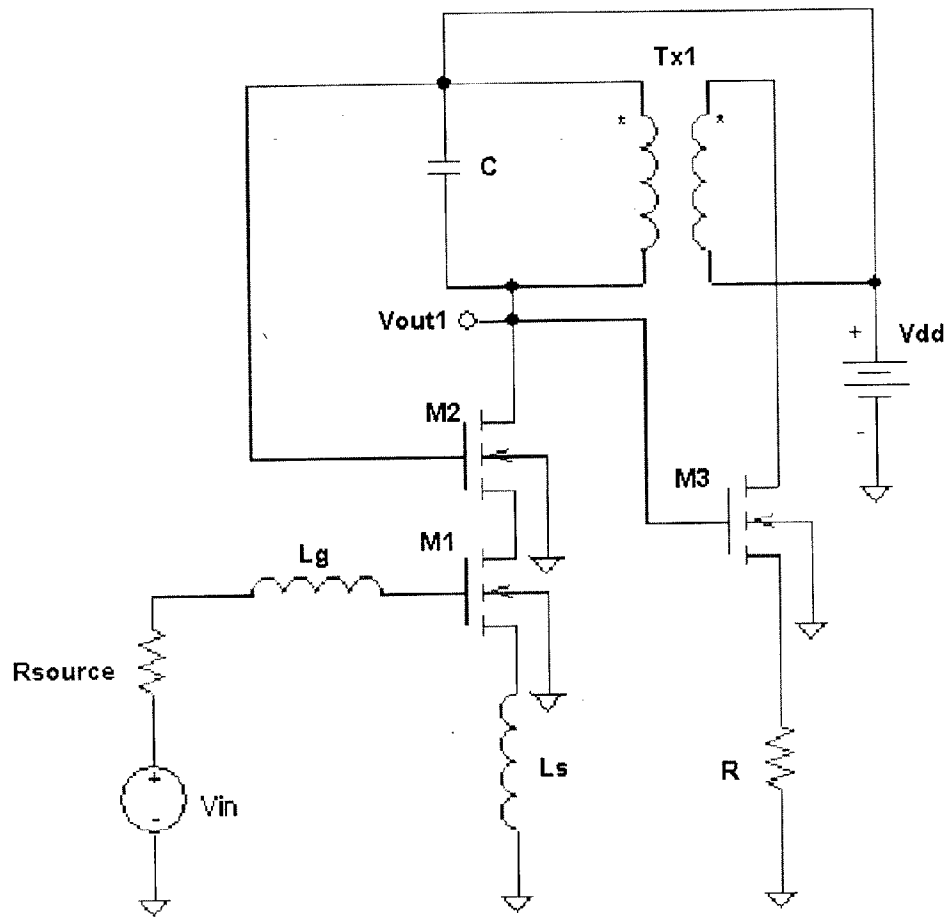 Tx1
* *
C
Vout1
+ Vdd
-
M2
M3
M1
Lg
Rsource
Ls
R
+
Vin
-